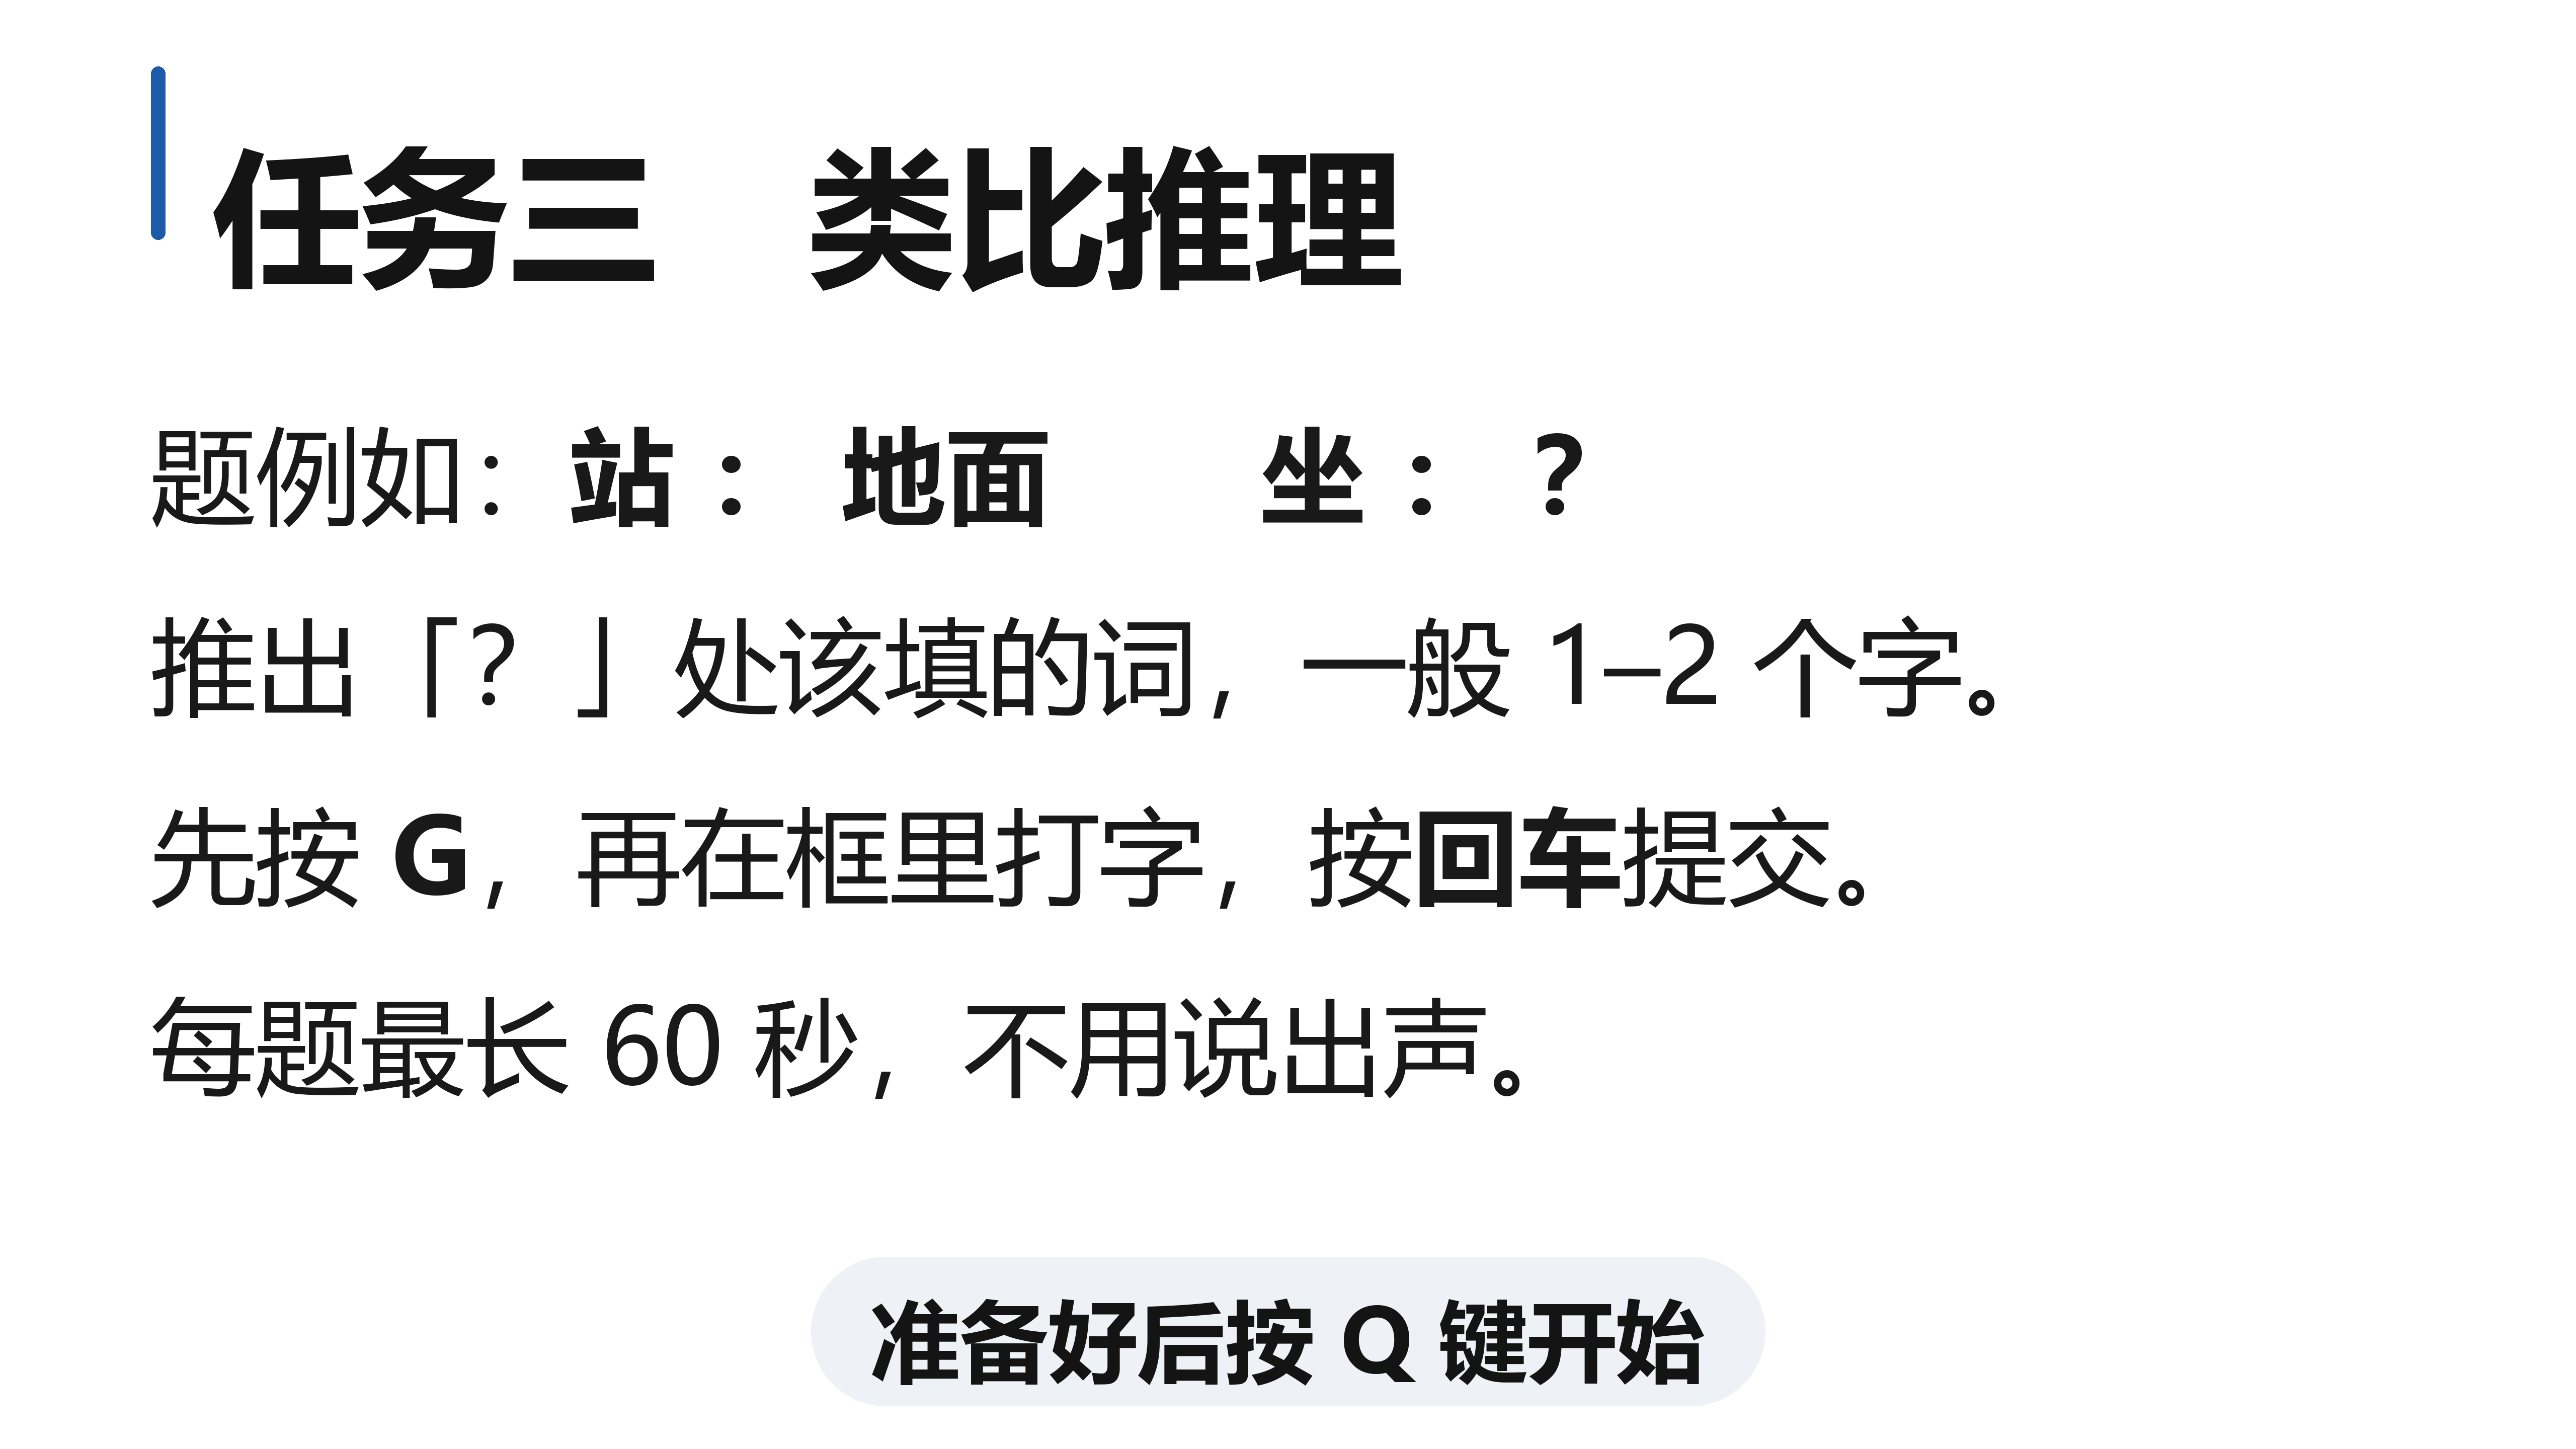 任务三　类比推理
题例如：站 ： 地面　　坐 ： ？
推出「？」处该填的词，一般 1–2 个字。
先按 G，再在框里打字，按回车提交。
每题最长 60 秒，不用说出声。
准备好后按 Q 键开始